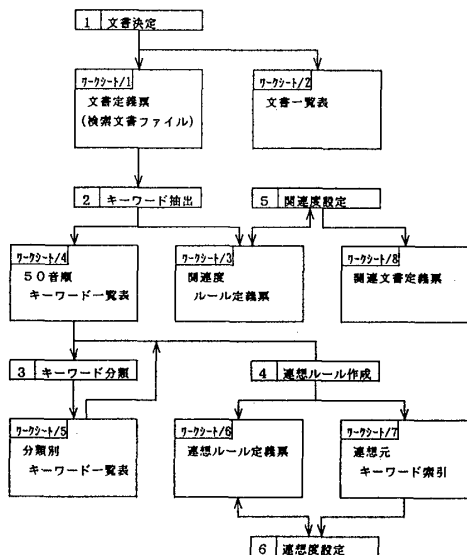 1 文書決定
ワークシート/1
文書定義票
(検索文書ファイル)
ワークシート/2
文書一覧表
2 キーワード抽出
5 関連度設定
ワークシート/4
50音順
キーワード一覧表
ワークシート/3
関連度
ルール定義票
ワークシート/8
関連文書定義票
3 キーワード分類
4 連想ルール作成
ワークシート/5
分類別
キーワード一覧表
ワークシート/6
連想ルール定義票
ワークシート/7
連想元
キーワード索引
6 連想度設定